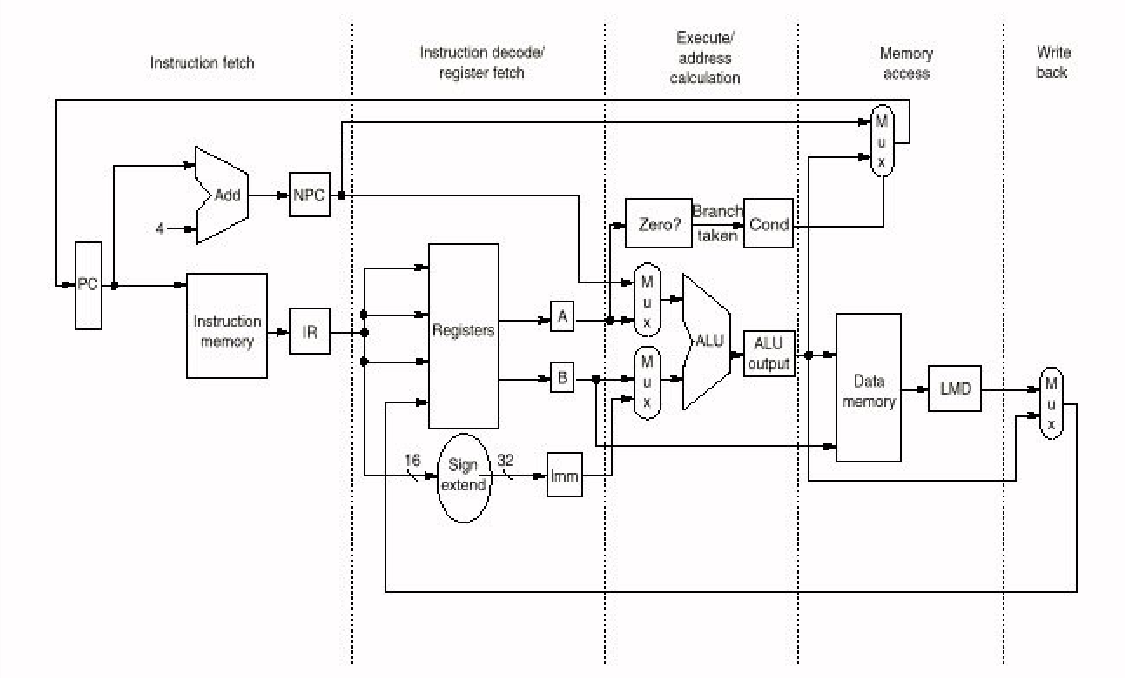 Instruction fetch
Instruction decode/
register fetch
Execute/
address
calculation
Memory
access
Write
back
M
u
x
Add
NPC
4
Zero?
Branch
taken
Cond
PC
Instruction
memory
IR
Registers
A
B
M
u
x
M
u
x
ALU
ALU
output
Data
memory
LMD
M
u
x
16
Sign
extend
32
Imm